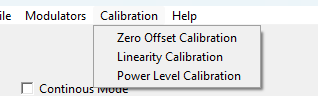 ile Modulators Calibration Help
Zero Offset Calibration
Linearity Calibration
Power Level Calibration
Continous Mode